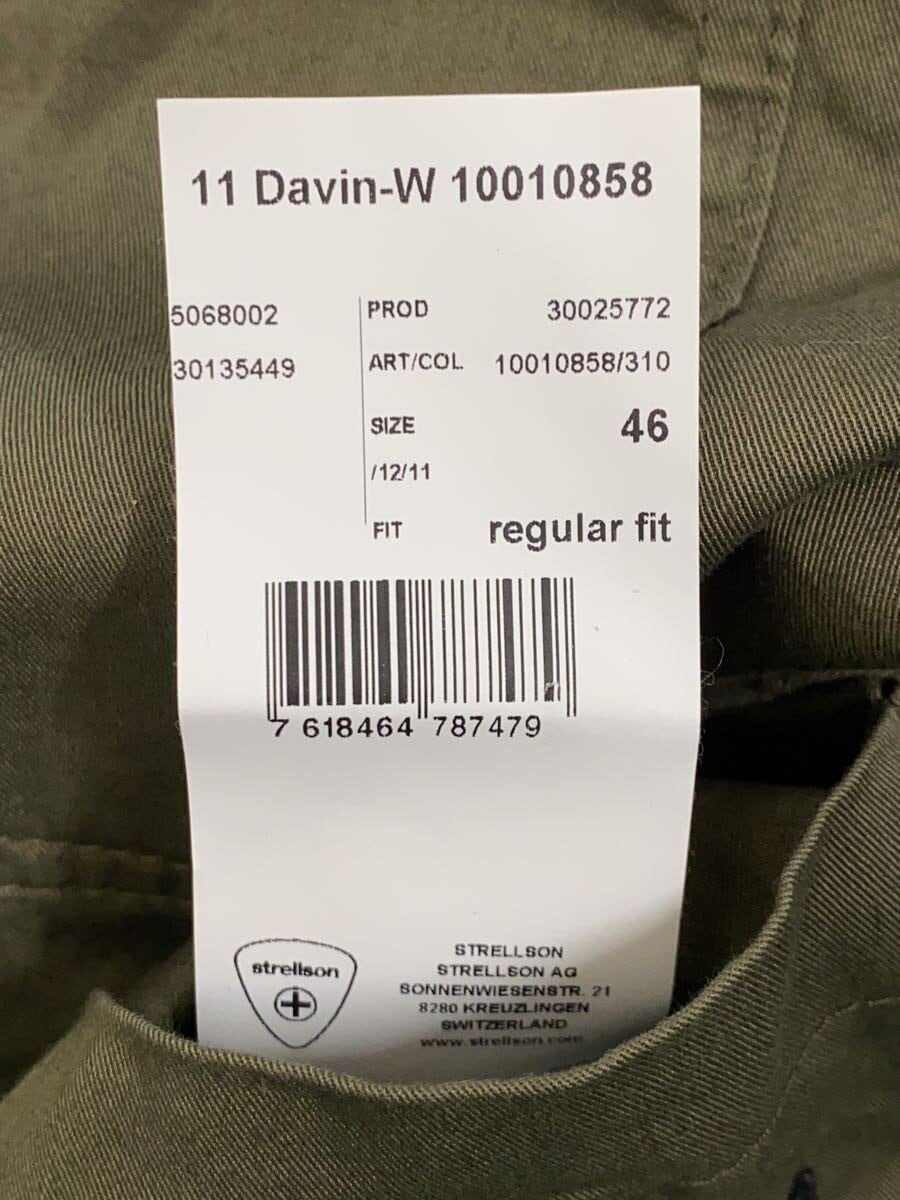 11 Davin-W 10010858
5068002 PROD 30025772
30135449 ART/COL 10010858/310
SIZE 46
/12/11
FIT regular fit
7 618464 787479
strellson
STRELLSON
STRELLSON AG
SONNENWIESENSTR. 21
8280 KREUZLINGEN
SWITZERLAND
www.strellson.com